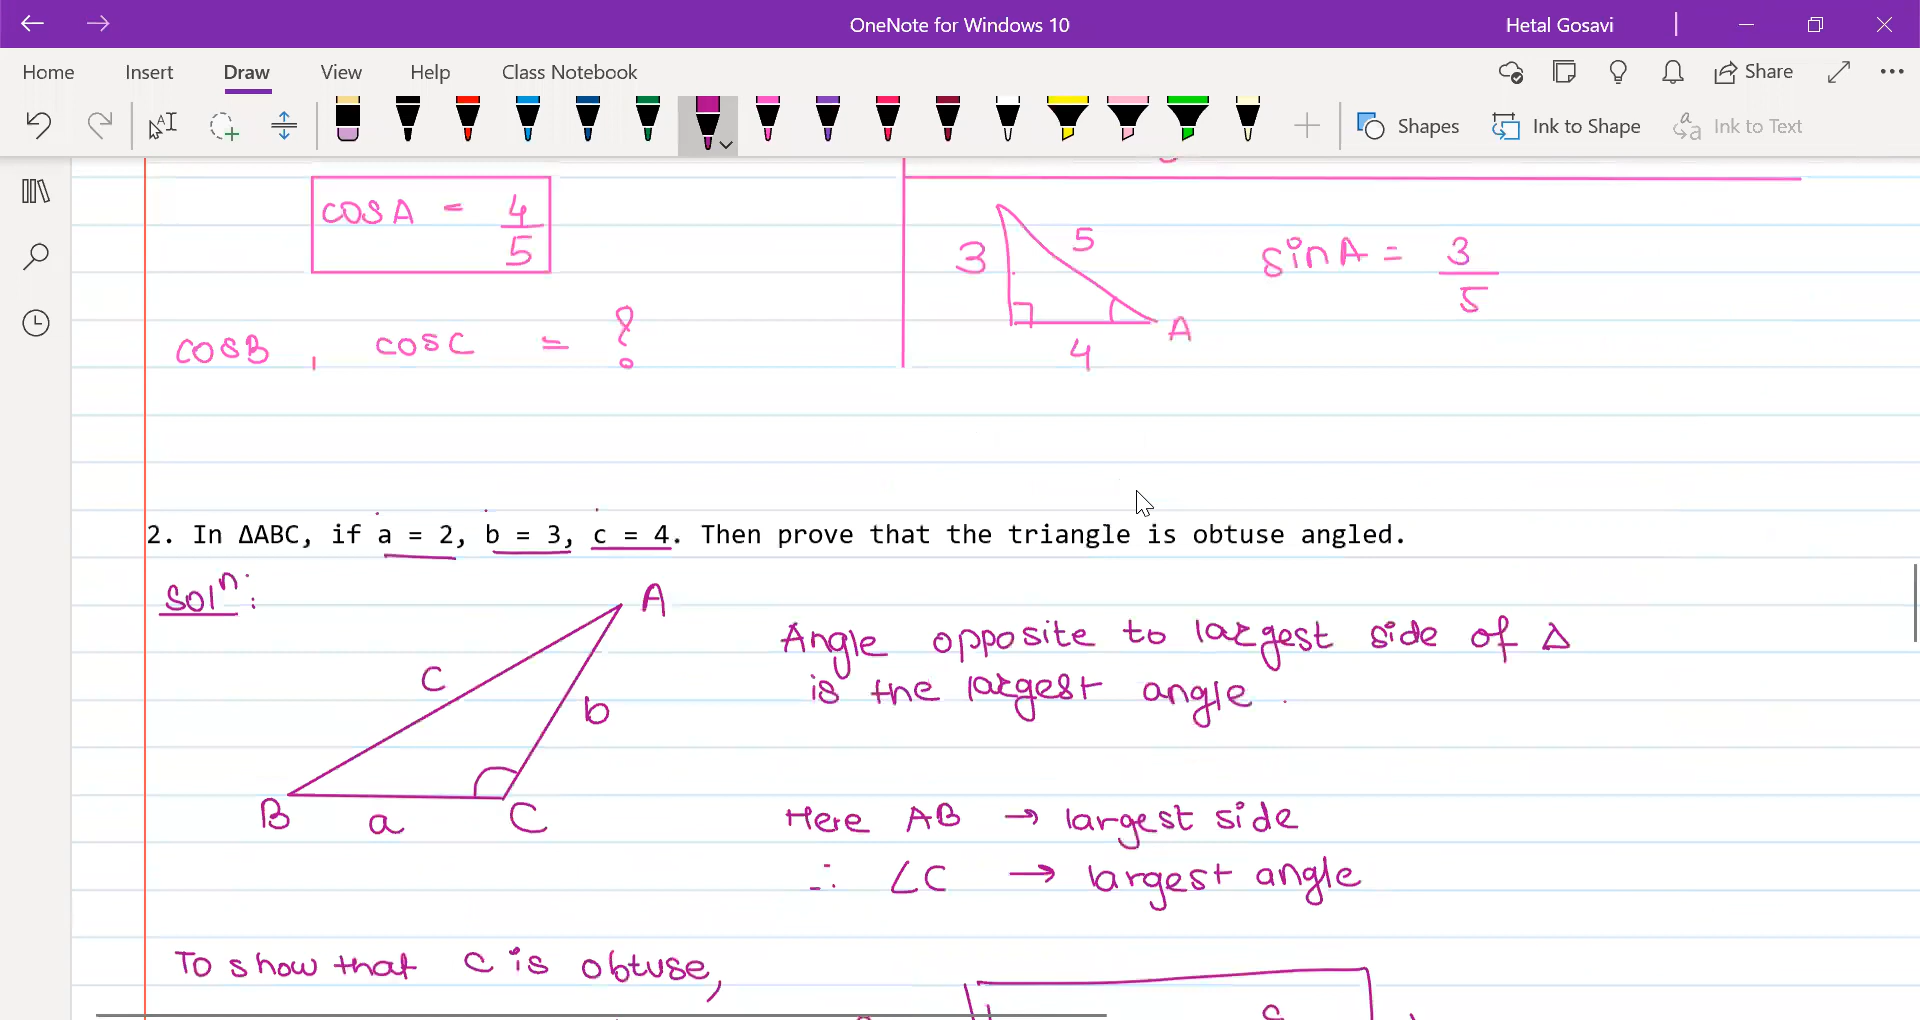 OneNote for Windows 10
Hetal Gosavi
Home Insert Draw View Help Class Notebook
Share
Shapes Ink to Shape Ink to Text
cos A = 4/5
cosB , cosC = ?
3 5 4 A
sin A = 3/5
2. In ΔABC, if a = 2, b = 3, c = 4. Then prove that the triangle is obtuse angled.
Solⁿ:
A
c
b
B a C
Angle opposite to largest side of Δ
is the largest angle.
Here AB → largest side
∴ ∠C → largest angle
To show that C is obtuse,